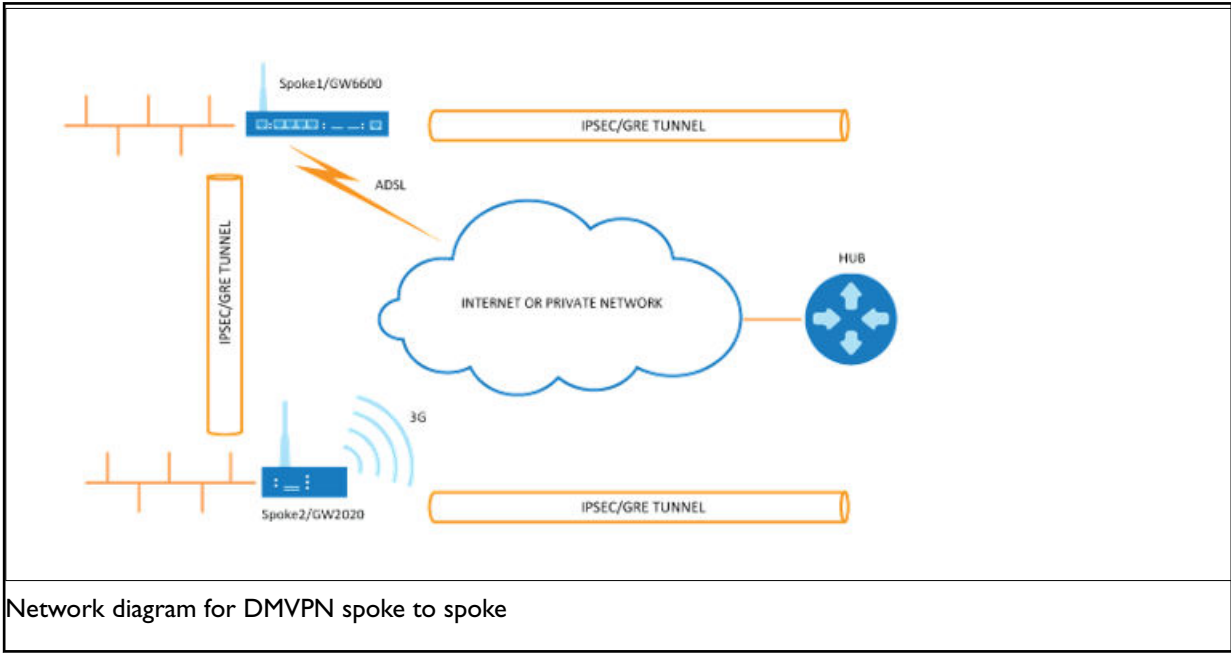 Spoke1/GW6600
IPSEC/GRE TUNNEL
ADSL
IPSEC/GRE TUNNEL
HUB
INTERNET OR PRIVATE NETWORK
3G
IPSEC/GRE TUNNEL
Spoke2/GW2020
Network diagram for DMVPN spoke to spoke